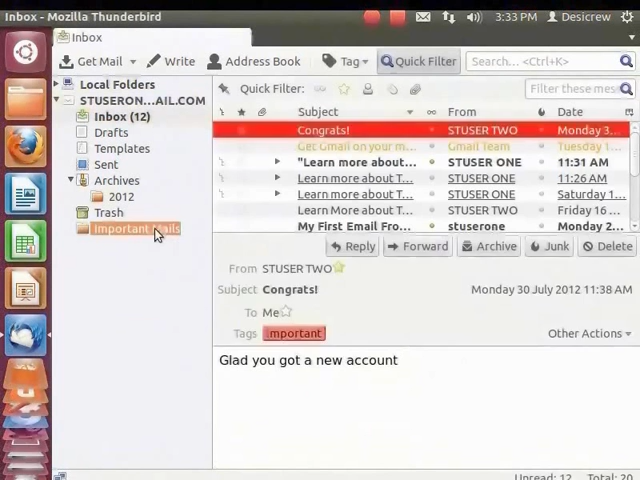 Inbox - Mozilla Thunderbird 3:33 PM Desicrew
Inbox
Get Mail Write Address Book Tag Quick Filter Search... <Ctrl+K>
Local Folders Quick Filter: Filter these mes
STUSERON...AIL.COM Subject From Date
Inbox (12) Congrats! STUSER TWO Monday 3...
Drafts Get Gmail on your m... Gmail Team Tuesday 1...
Templates "Learn more about... STUSER ONE 11:31 AM
Sent Learn more about T... STUSER ONE 11:26 AM
Archives Learn more about T... STUSER ONE Saturday 1...
2012 Learn more about T... STUSER TWO Friday 16 ...
Trash My First Email Fro... stuserone Monday 2...
Important Mails
Reply Forward Archive Junk Delete
From STUSER TWO
Subject Congrats! Monday 30 July 2012 11:38 AM
To Me
Tags Important Other Actions
Glad you got a new account
Unread: 12 Total: 20